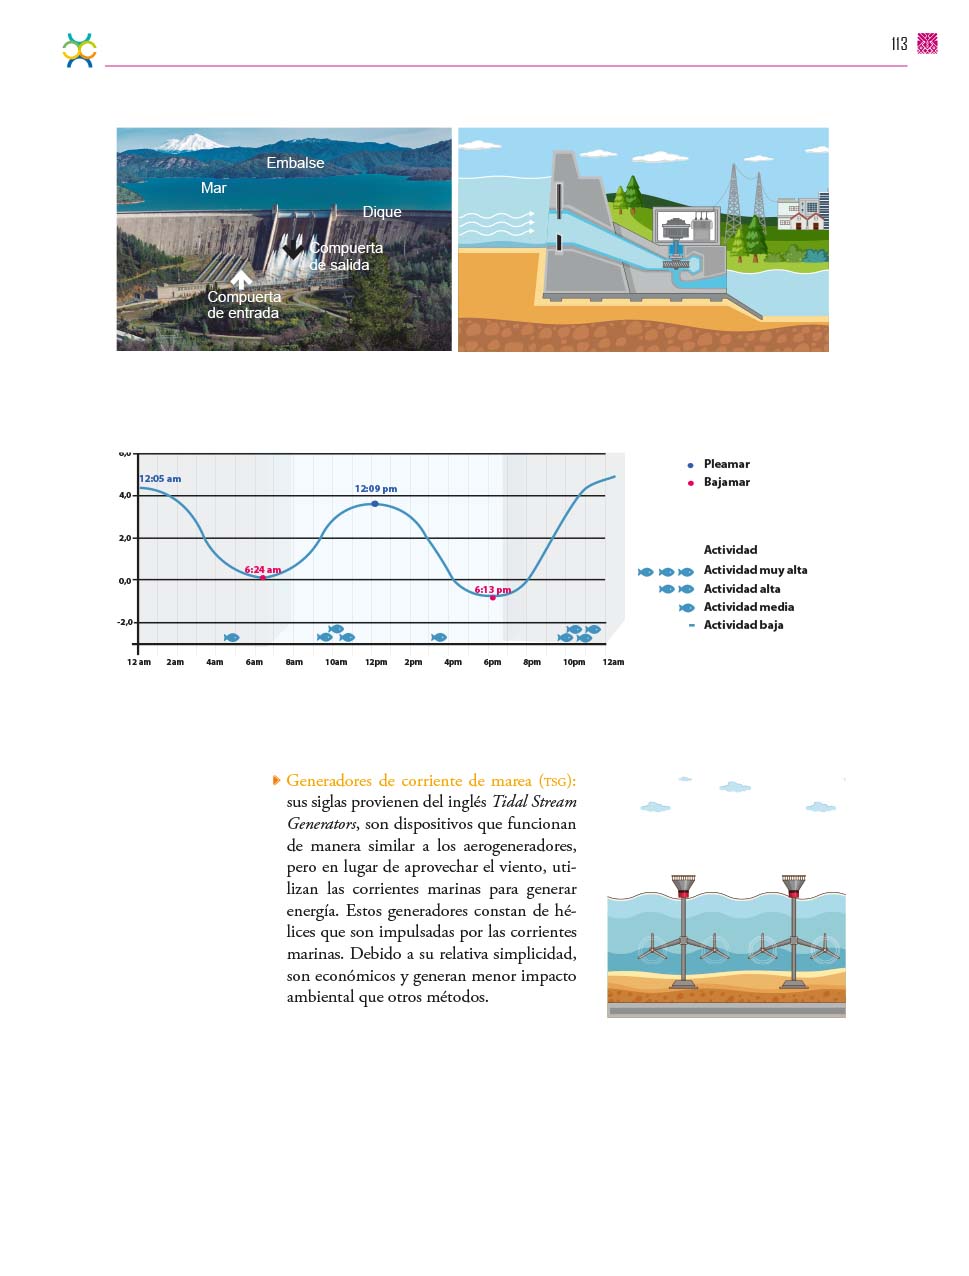 113
Embalse
Mar
Dique
Compuerta
de salida
Compuerta
de entrada
6,0
12:05 am
12:09 pm
4,0
2,0
6:24 am
0,0
6:13 pm
-2,0
12 am 2am 4am 6am 8am 10am 12pm 2pm 4pm 6pm 8pm 10pm 12am
Pleamar
Bajamar
Actividad
Actividad muy alta
Actividad alta
Actividad media
Actividad baja
Generadores de corriente de marea (TSG):
sus siglas provienen del inglés Tidal Stream
Generators, son dispositivos que funcionan
de manera similar a los aerogeneradores,
pero en lugar de aprovechar el viento, uti-
lizan las corrientes marinas para generar
energía. Estos generadores constan de hé-
lices que son impulsadas por las corrientes
marinas. Debido a su relativa simplicidad,
son económicos y generan menor impacto
ambiental que otros métodos.